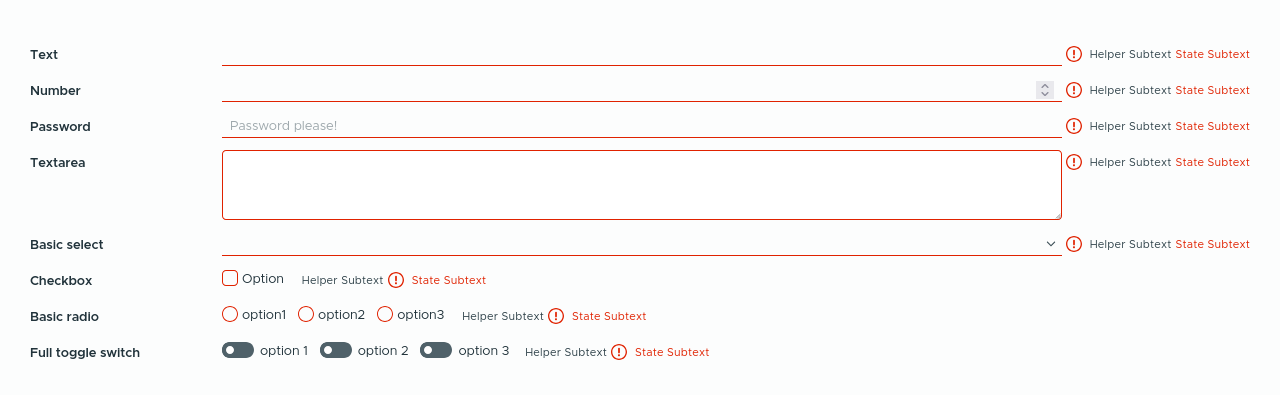 Text Helper Subtext State Subtext
Number Helper Subtext State Subtext
Password Password please! Helper Subtext State Subtext
Textarea Helper Subtext State Subtext
Basic select Helper Subtext State Subtext
Checkbox Option Helper Subtext State Subtext
Basic radio option1 option2 option3 Helper Subtext State Subtext
Full toggle switch option 1 option 2 option 3 Helper Subtext State Subtext